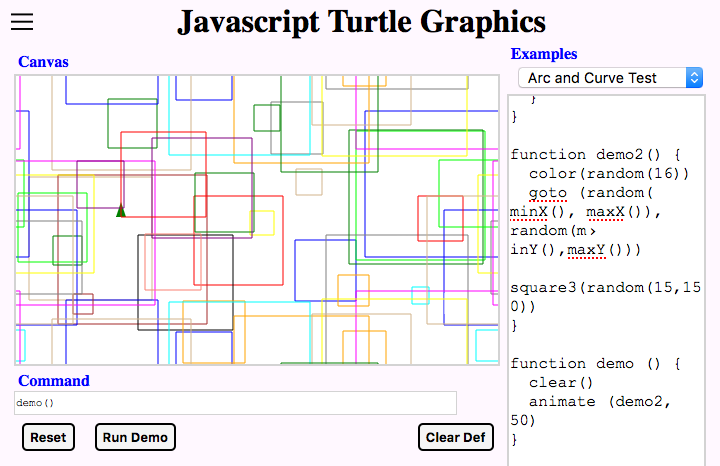 Javascript Turtle Graphics
Canvas
Examples
Arc and Curve Test
}
}
function demo2() {
color(random(16))
goto (random(
minX(), maxX()),
random(m›
inY(),maxY()))
square3(random(15,15
0))
}
function demo () {
clear()
animate (demo2,
50)
}
Command
demo()
Reset
Run Demo
Clear Def